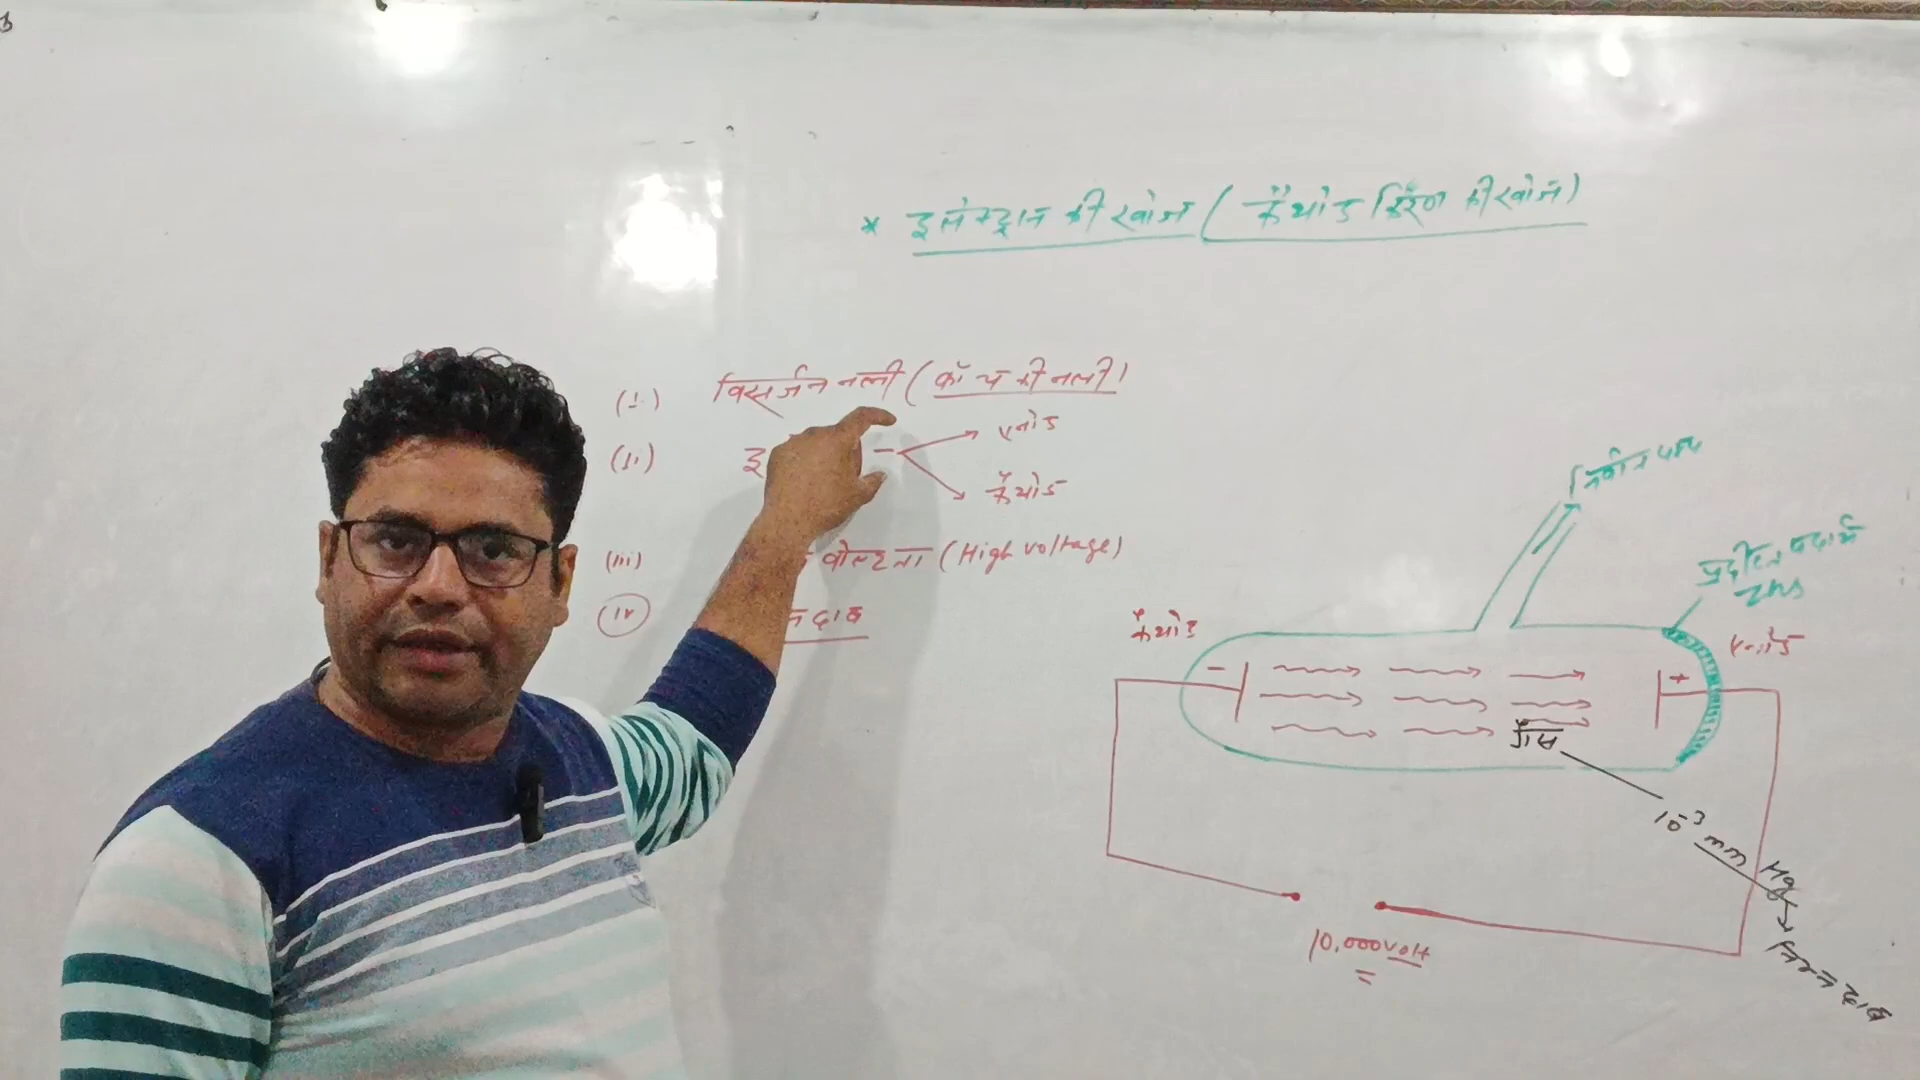 * इलेक्ट्रान की खोज ( कैथोड किरण की खोज )
(i) विसर्जन नली ( काँच की नली )
(ii) इ –
एनोड
कैथोड
(iii) वोल्टता ( High voltage )
(iv) न दाब
निर्वात पम्प
प्रदीप्त पदार्थ
ZnS
कैथोड
एनोड
– +
गैस
10⁻³ mm Hg → निम्न दाब
10,000 volt